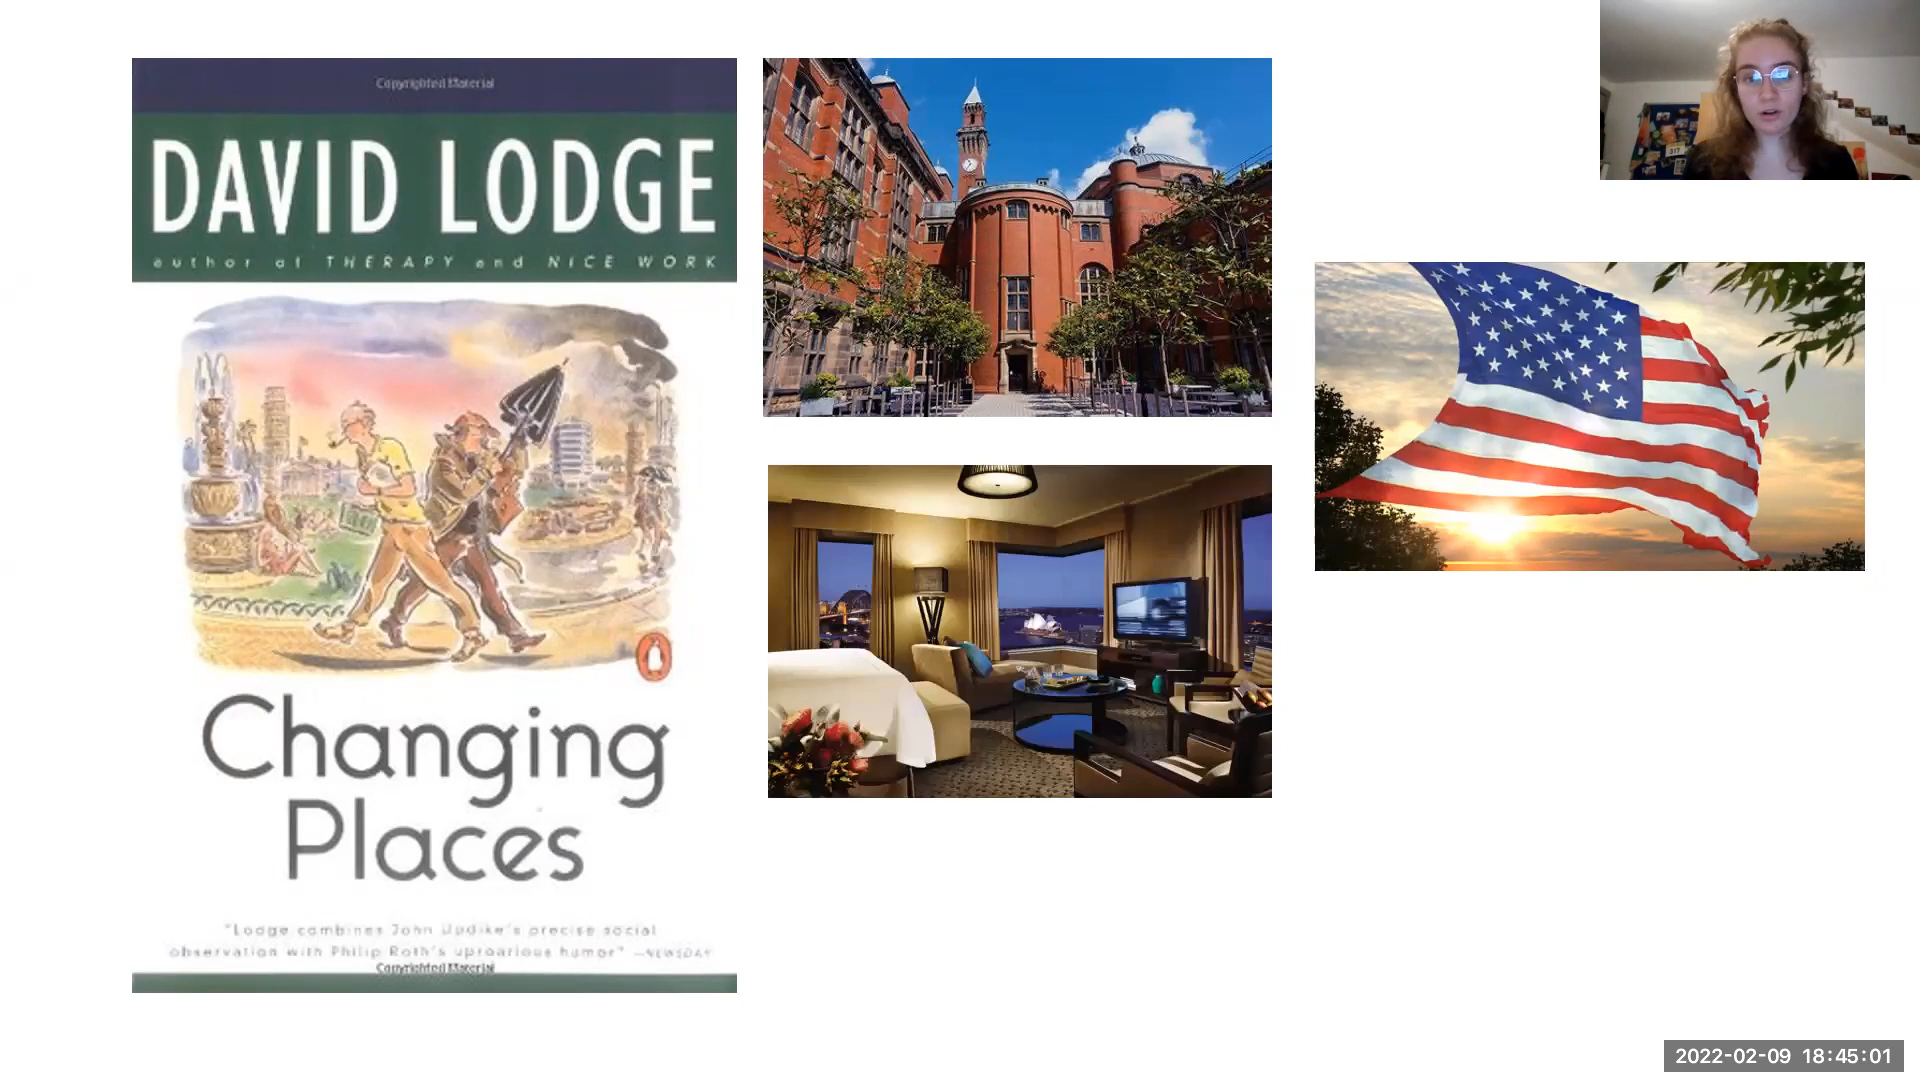 Copyrighted Material
DAVID LODGE
author of THERAPY and NICE WORK
Changing
Places
"Lodge combines John Updike's precise social
observation with Philip Roth's uproarious humor" —NEWSDAY
Copyrighted Material
317
2022-02-09 18:45:01